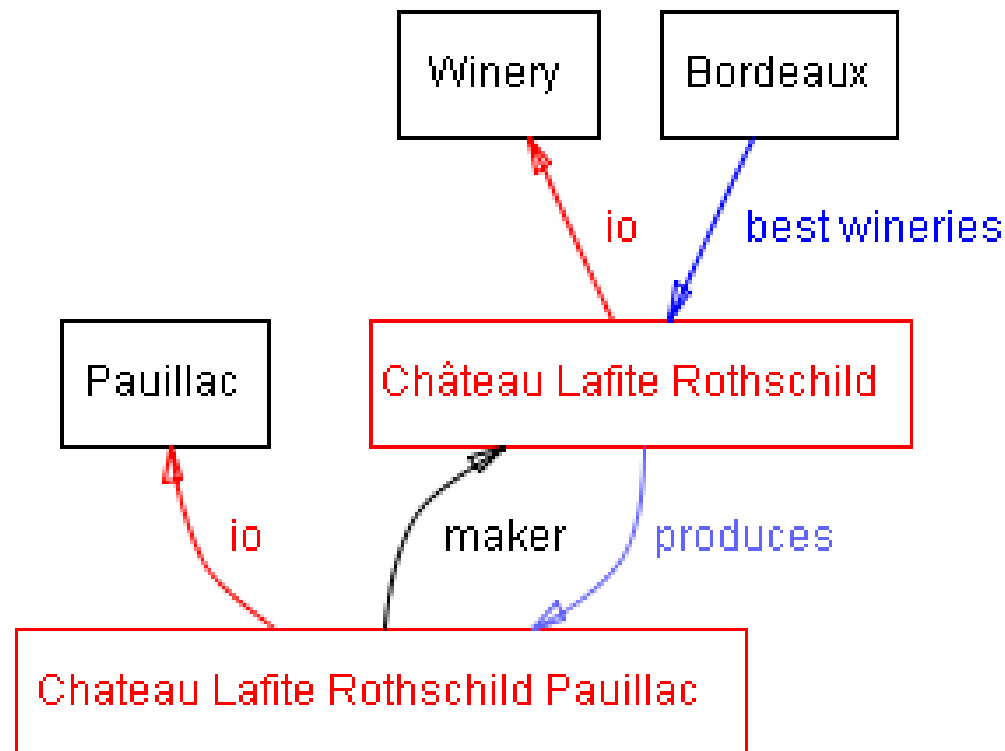 Winery
Bordeaux
io
best wineries
Pauillac
Château Lafite Rothschild
io
maker
produces
Chateau Lafite Rothschild Pauillac